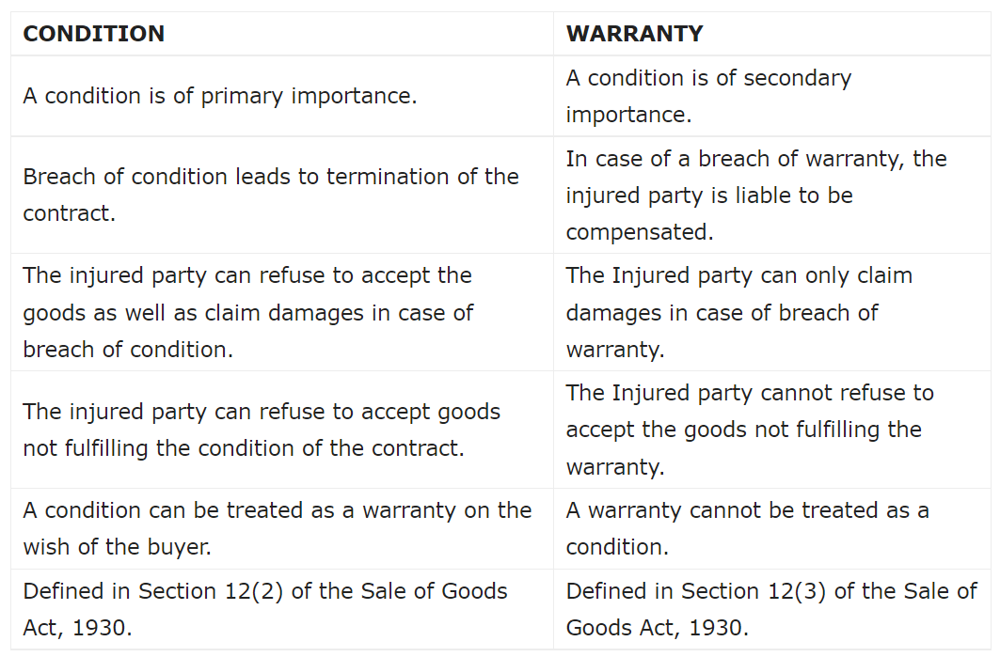 CONDITION
WARRANTY
A condition is of primary importance.
A condition is of secondary
importance.
Breach of condition leads to termination of the
contract.
In case of a breach of warranty, the
injured party is liable to be
compensated.
The injured party can refuse to accept the
goods as well as claim damages in case of
breach of condition.
The Injured party can only claim
damages in case of breach of
warranty.
The injured party can refuse to accept goods
not fulfilling the condition of the contract.
The Injured party cannot refuse to
accept the goods not fulfilling the
warranty.
A condition can be treated as a warranty on the
wish of the buyer.
A warranty cannot be treated as a
condition.
Defined in Section 12(2) of the Sale of Goods
Act, 1930.
Defined in Section 12(3) of the Sale of
Goods Act, 1930.